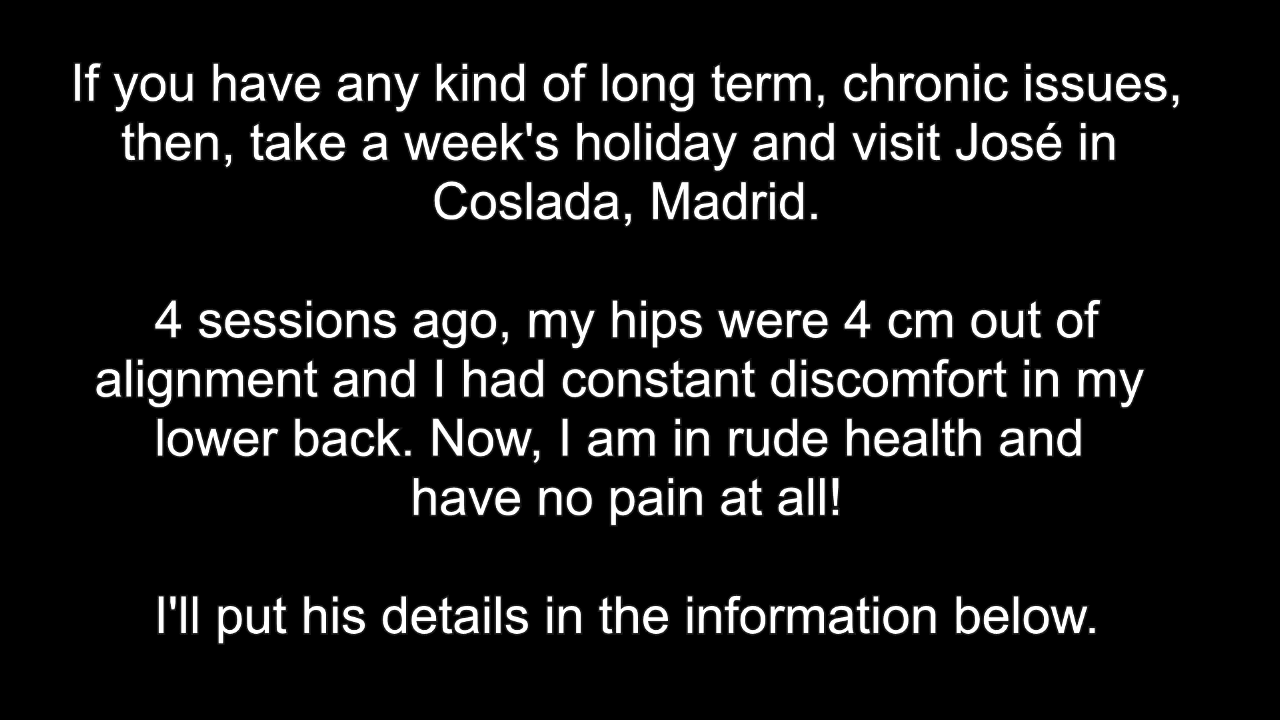 If you have any kind of long term, chronic issues,
then, take a week's holiday and visit José in
Coslada, Madrid.
4 sessions ago, my hips were 4 cm out of
alignment and I had constant discomfort in my
lower back. Now, I am in rude health and
have no pain at all!
I'll put his details in the information below.